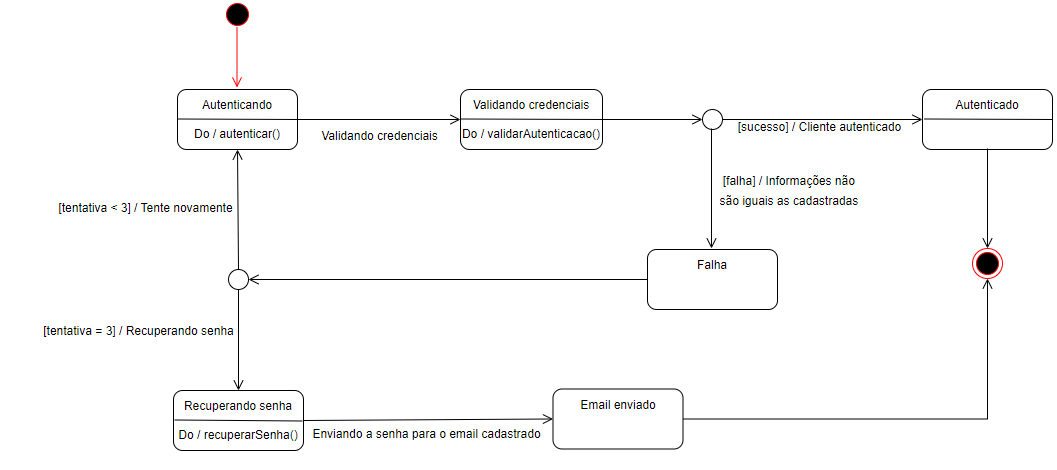 Autenticando
Do / autenticar()
Validando credenciais
Validando credenciais
Do / validarAutenticacao()
[sucesso] / Cliente autenticado
Autenticado
[falha] / Informações não
são iguais as cadastradas
[tentativa < 3] / Tente novamente
Falha
[tentativa = 3] / Recuperando senha
Recuperando senha
Do / recuperarSenha()
Enviando a senha para o email cadastrado
Email enviado